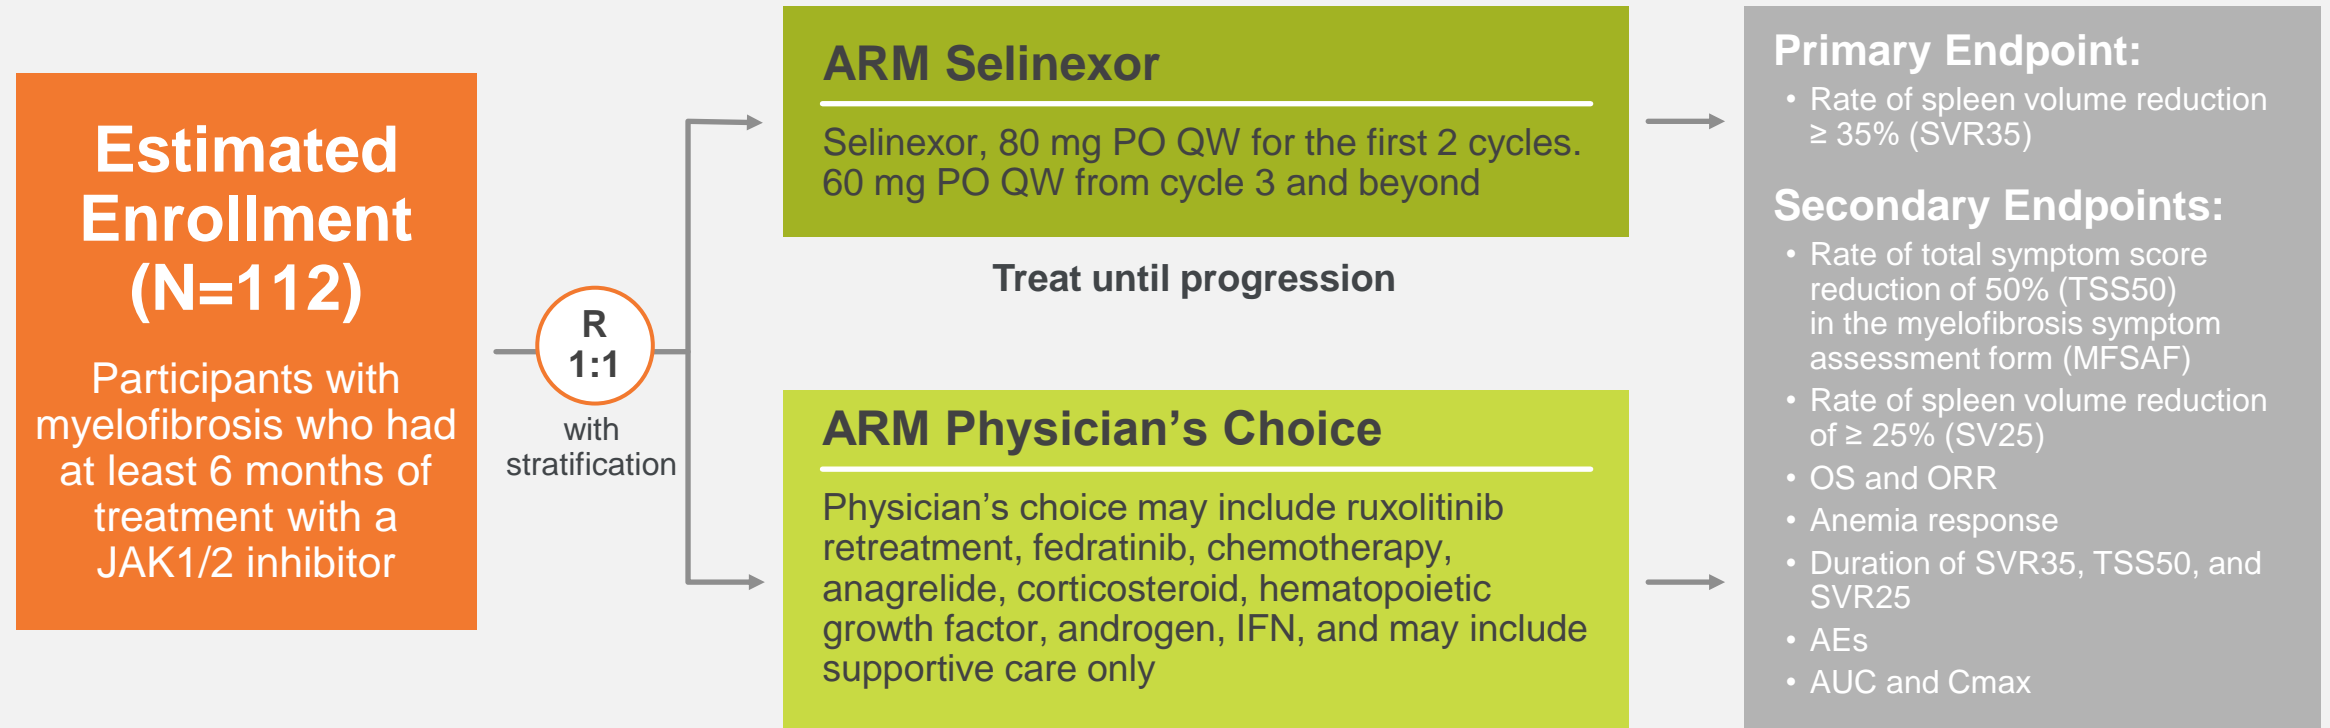 Estimated
Enrollment
(N=112)
Participants with
myelofibrosis who had
at least 6 months of
treatment with a
JAK1/2 inhibitor
R
1:1
with
stratification
ARM Selinexor
Selinexor, 80 mg PO QW for the first 2 cycles.
60 mg PO QW from cycle 3 and beyond
Treat until progression
ARM Physician’s Choice
Physician’s choice may include ruxolitinib
retreatment, fedratinib, chemotherapy,
anagrelide, corticosteroid, hematopoietic
growth factor, androgen, IFN, and may include
supportive care only
Primary Endpoint:
• Rate of spleen volume reduction
≥ 35% (SVR35)
Secondary Endpoints:
• Rate of total symptom score
reduction of 50% (TSS50)
in the myelofibrosis symptom
assessment form (MFSAF)
• Rate of spleen volume reduction
of ≥ 25% (SV25)
• OS and ORR
• Anemia response
• Duration of SVR35, TSS50, and
SVR25
• AEs
• AUC and Cmax